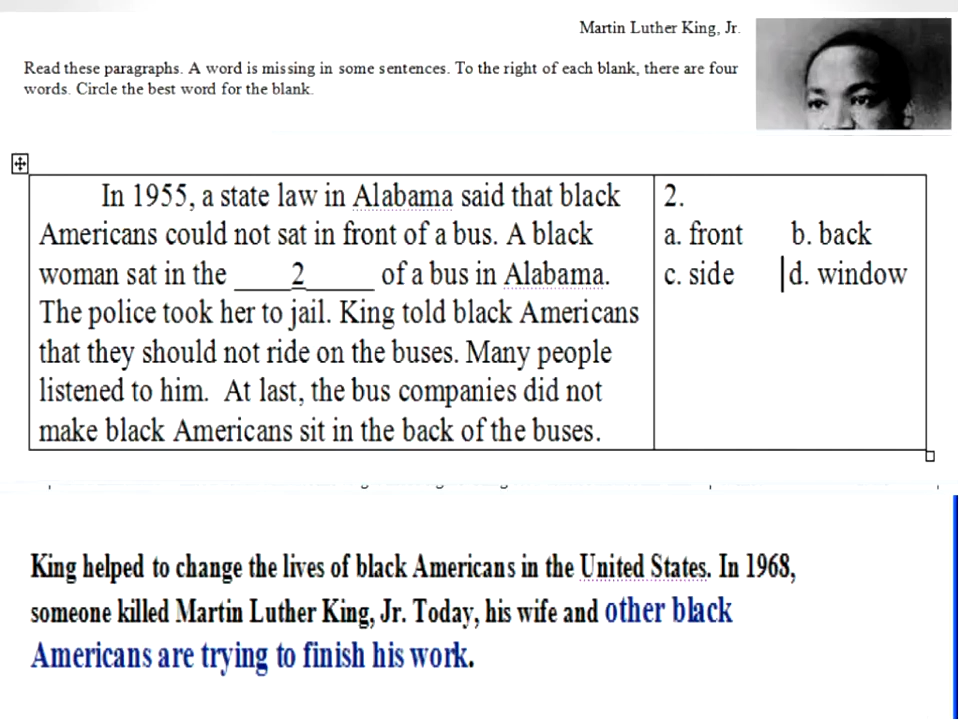 Martin Luther King, Jr.
Read these paragraphs. A word is missing in some sentences. To the right of each blank, there are four
words. Circle the best word for the blank.
In 1955, a state law in Alabama said that black
Americans could not sat in front of a bus. A black
woman sat in the ____2____ of a bus in Alabama.
The police took her to jail. King told black Americans
that they should not ride on the buses. Many people
listened to him. At last, the bus companies did not
make black Americans sit in the back of the buses.
2.
a. front b. back
c. side d. window
King helped to change the lives of black Americans in the United States. In 1968,
someone killed Martin Luther King, Jr. Today, his wife and other black
Americans are trying to finish his work.